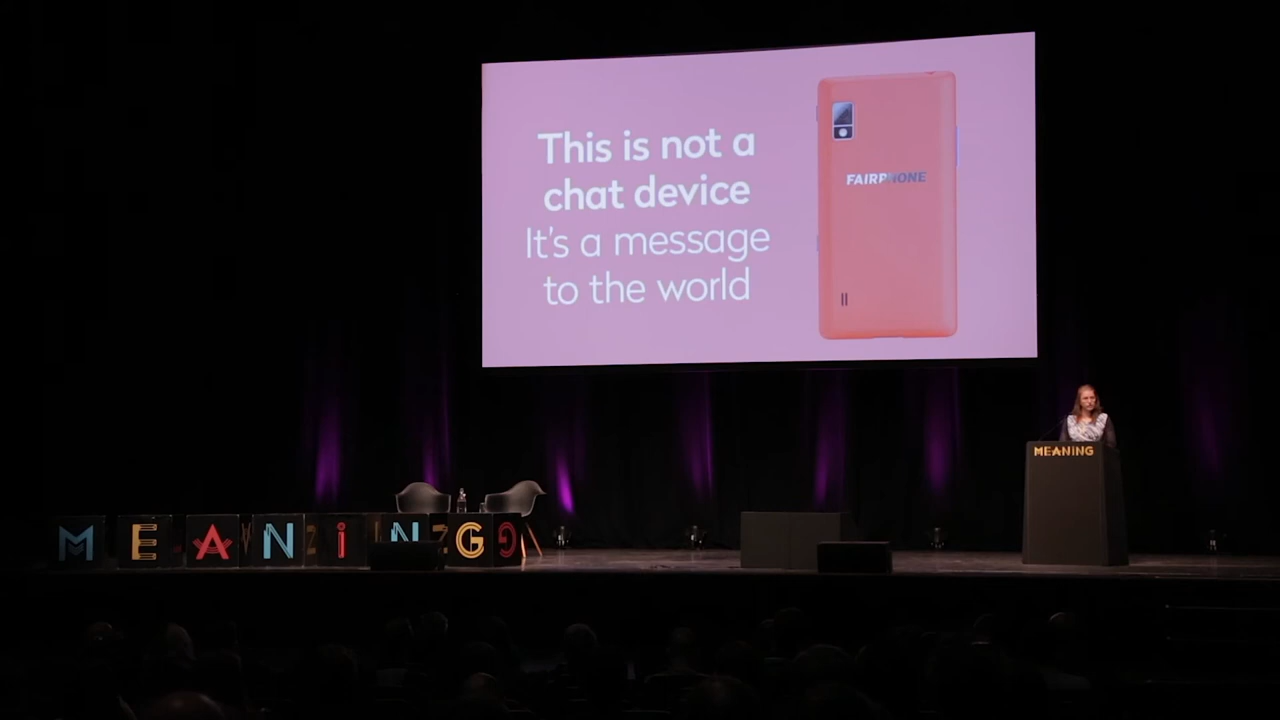 This is not a
chat device
It's a message
to the world
FAIRPHONE
MEANiNG
MEANiNG